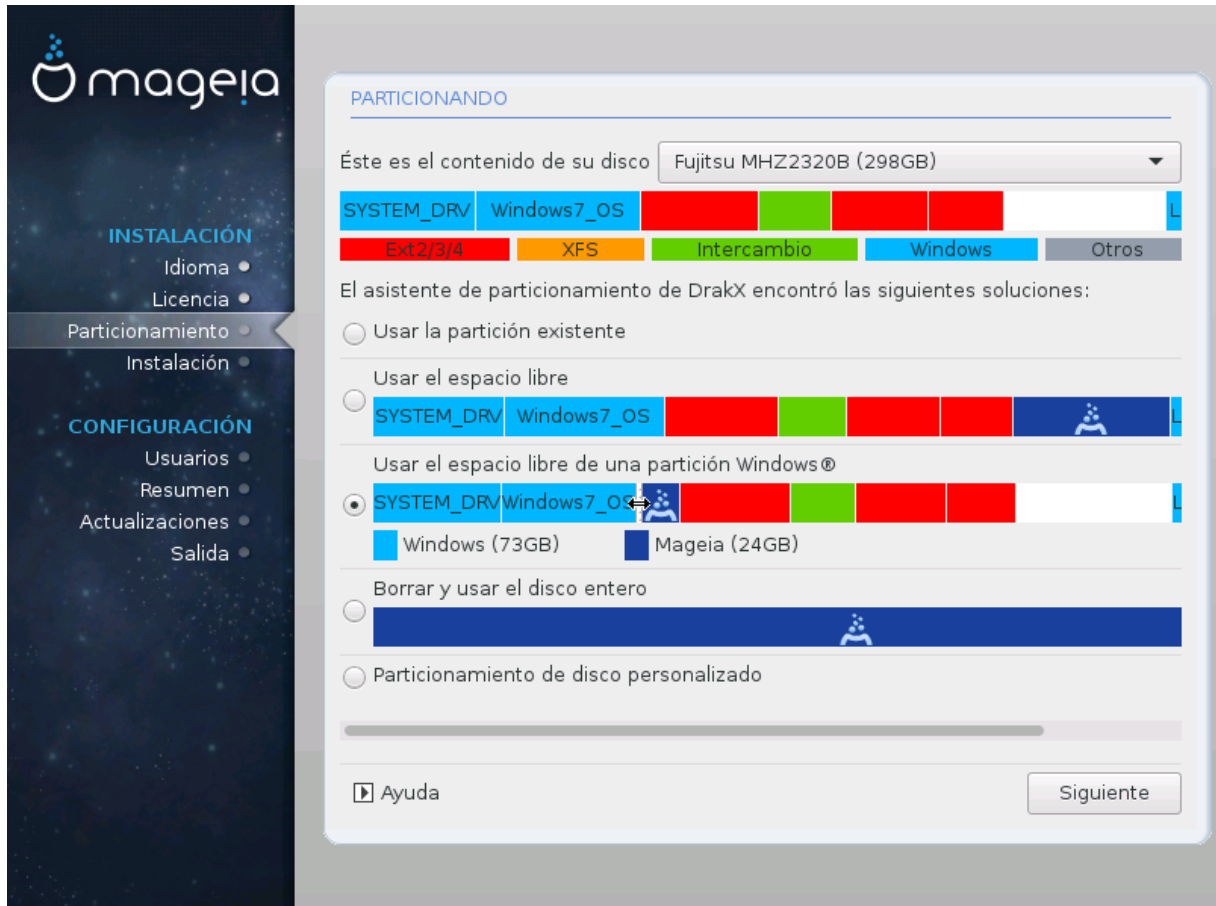 mageia
INSTALACIÓN
Idioma
Licencia
Particionamiento
Instalación
CONFIGURACIÓN
Usuarios
Resumen
Actualizaciones
Salida
PARTICIONANDO
Éste es el contenido de su disco Fujitsu MHZ2320B (298GB)
SYSTEM_DRV Windows7_OS L
Ext2/3/4 XFS Intercambio Windows Otros
El asistente de particionamiento de DrakX encontró las siguientes soluciones:
Usar la partición existente
Usar el espacio libre
SYSTEM_DRV Windows7_OS L
Usar el espacio libre de una partición Windows®
SYSTEM_DRV Windows7_OS L
Windows (73GB) Mageia (24GB)
Borrar y usar el disco entero
Particionamiento de disco personalizado
Ayuda Siguiente